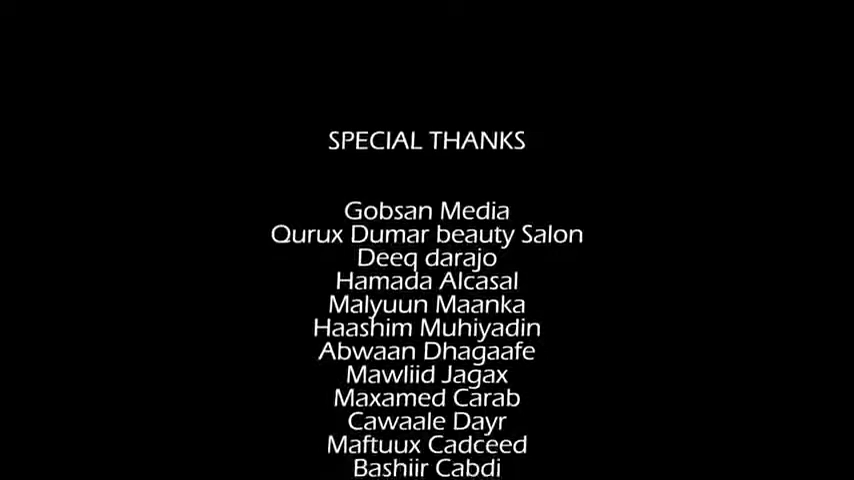 SPECIAL THANKS
Gobsan Media
Qurux Dumar beauty Salon
Deeq darajo
Hamada Alcasal
Malyuun Maanka
Haashim Muhiyadin
Abwaan Dhagaafe
Mawliid Jagax
Maxamed Carab
Cawaale Dayr
Maftuux Cadceed
Bashiir Cabdi